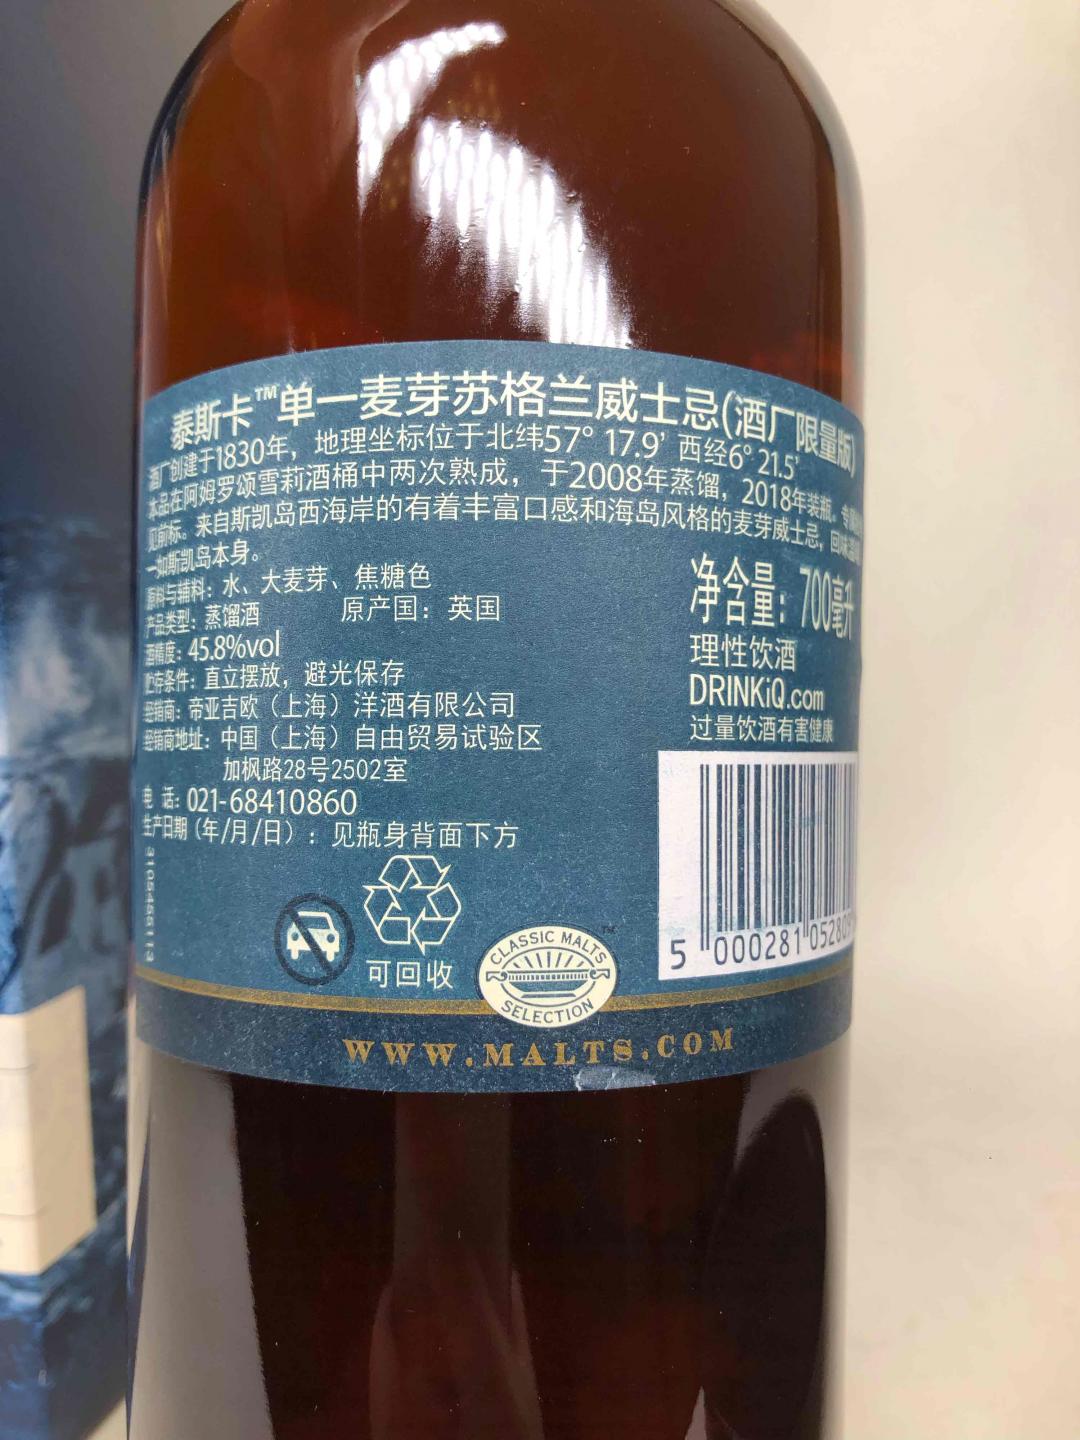 泰斯卡™单一麦芽苏格兰威士忌(酒厂限量版)
酒厂创建于1830年，地理坐标位于北纬57° 17.9' 西经6° 21.5'
本品在阿姆罗颂雪莉酒桶中两次熟成，于2008年蒸馏，2018年装瓶。
见前标。来自斯凯岛西海岸的有着丰富口感和海岛风格的麦芽威士忌，回味
一如斯凯岛本身。
原料与辅料：水、大麦芽、焦糖色
产品类型：蒸馏酒 原产国：英国
酒精度：45.8%vol
贮存条件：直立摆放，避光保存
经销商：帝亚吉欧（上海）洋酒有限公司
经销商地址：中国（上海）自由贸易试验区
加枫路28号2502室
电 话：021-68410860
生产日期（年/月/日）：见瓶身背面下方
净含量：700毫升
理性饮酒
DRINKiQ.com
过量饮酒有害健康
5 000281 052809
可回收
CLASSIC MALTS
SELECTION
™
WWW.MALTS.COM